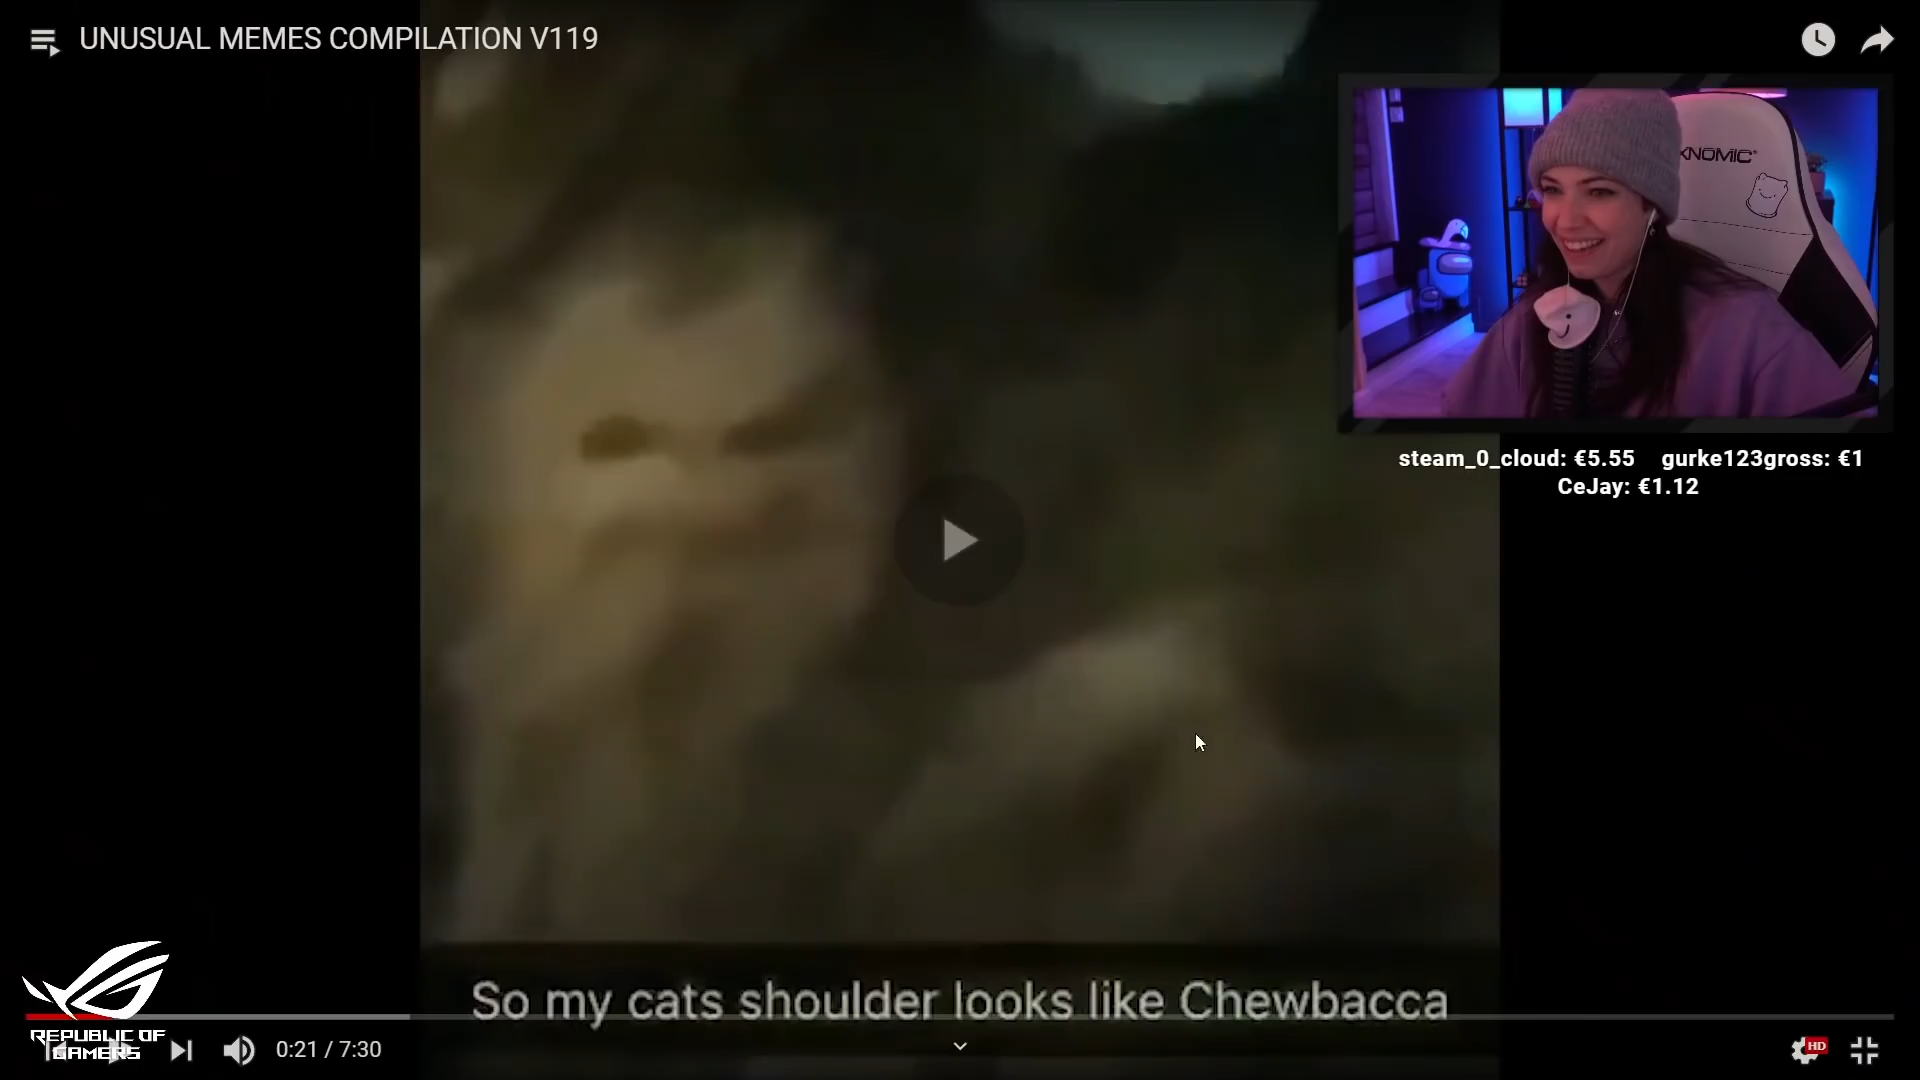 UNUSUAL MEMES COMPILATION V119
XNOMIC
steam_0_cloud: €5.55 gurke123gross: €1
CeJay: €1.12
So my cats shoulder looks like Chewbacca
REPUBLIC OF
GAMERS
0:21 / 7:30
HD